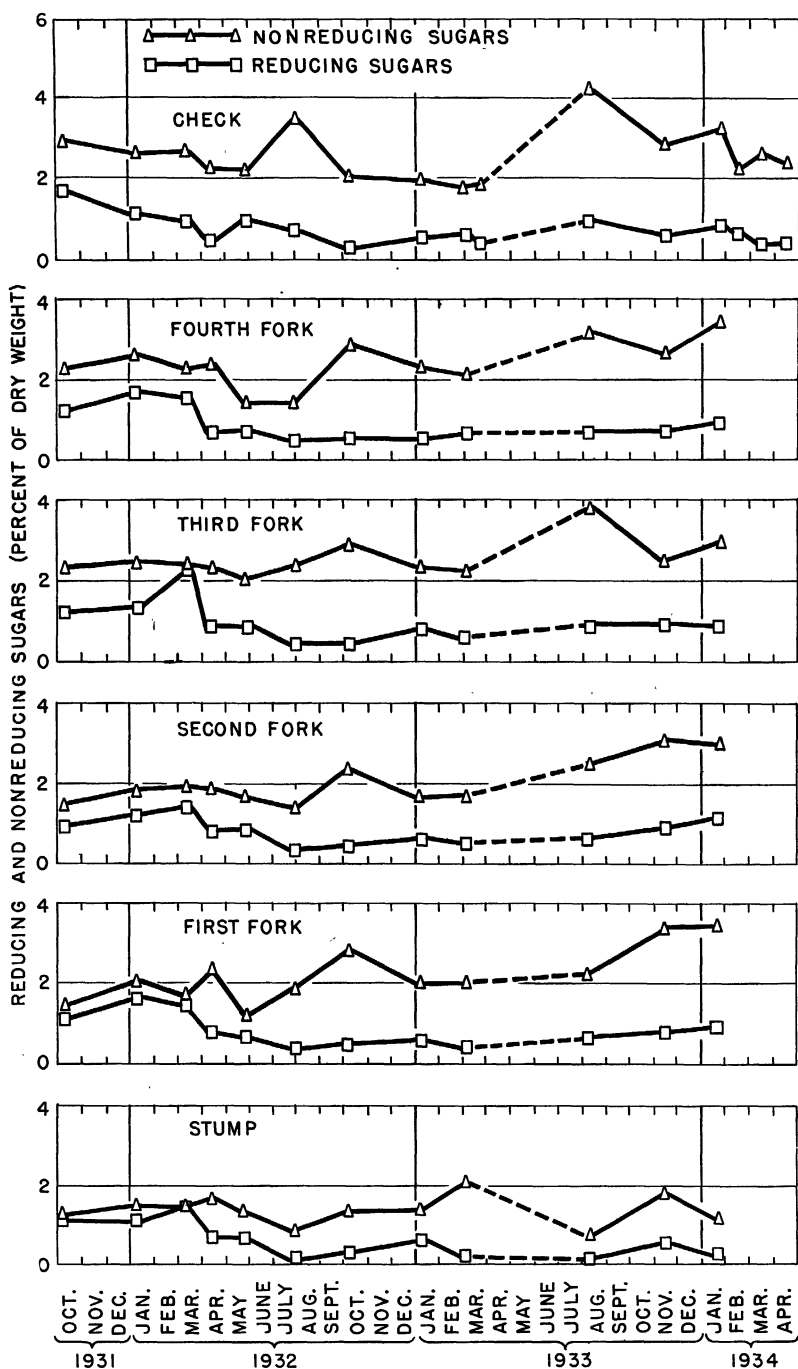 NONREDUCING SUGARS
REDUCING SUGARS
CHECK
6
4
2
0
FOURTH FORK
4
2
0
THIRD FORK
4
2
0
SECOND FORK
4
2
0
FIRST FORK
4
2
0
STUMP
4
2
0
REDUCING AND NONREDUCING SUGARS (PERCENT OF DRY WEIGHT)
OCT. NOV. DEC. JAN. FEB. MAR. APR. MAY JUNE JULY AUG. SEPT. OCT. NOV. DEC. JAN. FEB. MAR. APR. MAY JUNE JULY AUG. SEPT. OCT. NOV. DEC. JAN. FEB. MAR. APR.
1931 1932 1933 1934